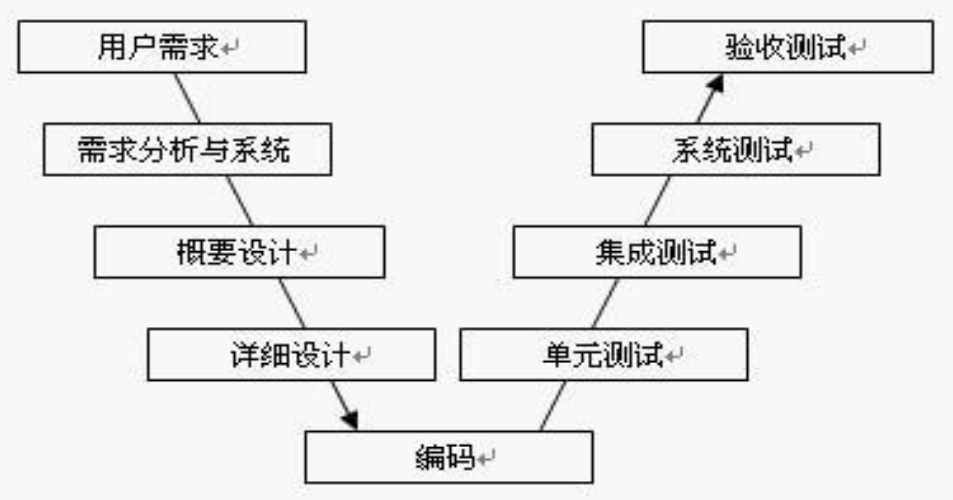 用户需求
验收测试
需求分析与系统
系统测试
概要设计
集成测试
详细设计
单元测试
编码